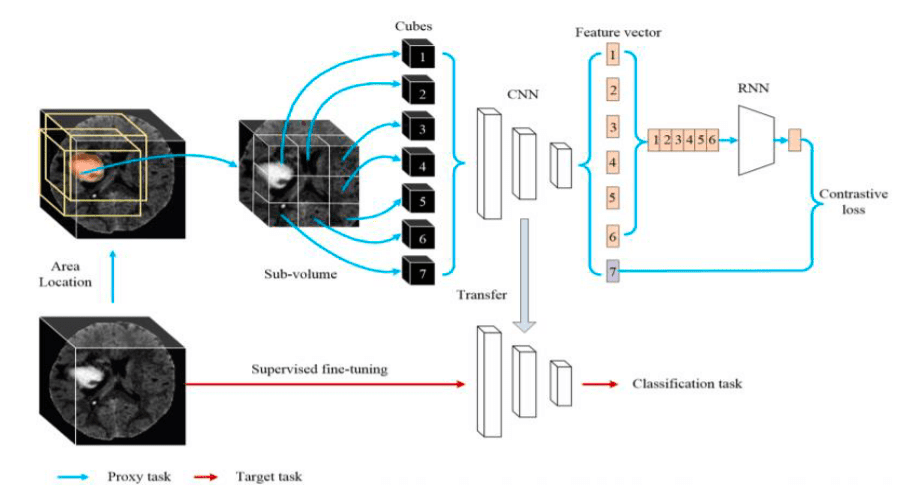 Cubes
1
2
3
4
5
6
7
Sub-volume
Area
Location
CNN
Feature vector
1
2
3
4
5
6
7
1 2 3 4 5 6
RNN
Contrastive
loss
Transfer
Supervised fine-tuning
Classification task
Proxy task
Target task